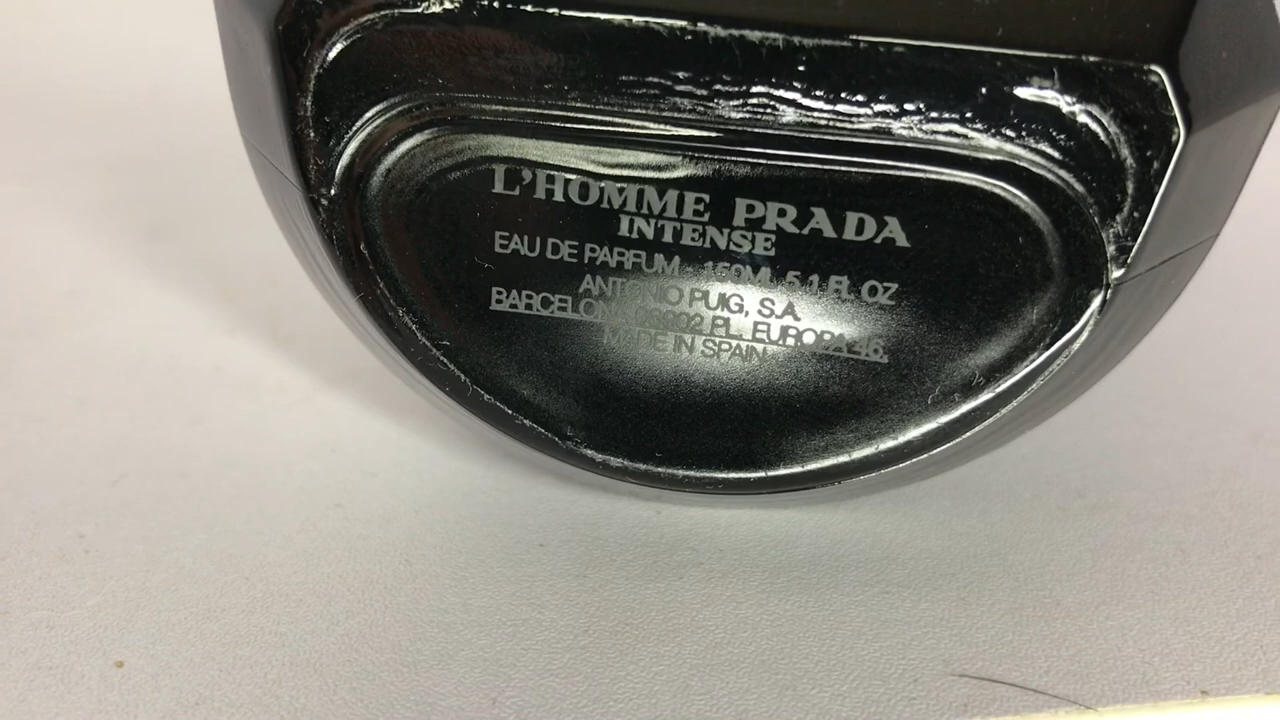 L'HOMME PRADA
INTENSE
EAU DE PARFUM 150ML 5.1 FL. OZ
ANTONIO PUIG, S.A.
BARCELONA 08902 PL. EUROPA 46.
MADE IN SPAIN